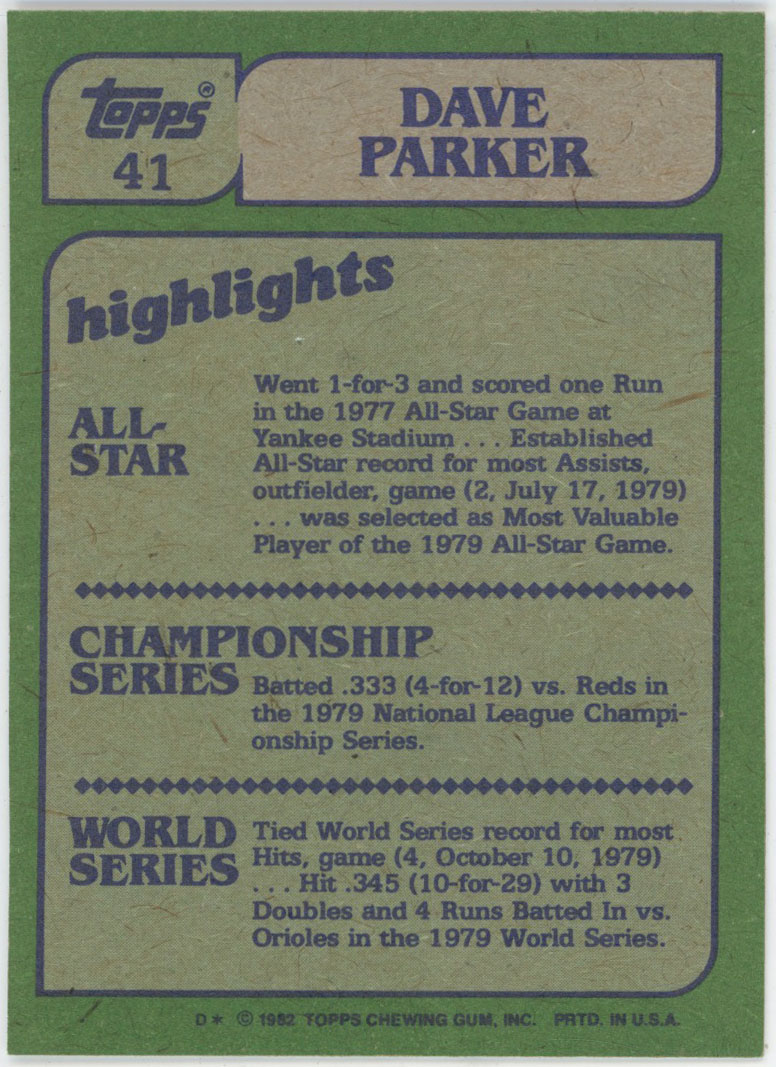 topps®
41
DAVE
PARKER
highlights
ALL-
STAR
Went 1-for-3 and scored one Run
in the 1977 All-Star Game at
Yankee Stadium . . . Established
All-Star record for most Assists,
outfielder, game (2, July 17, 1979)
. . . was selected as Most Valuable
Player of the 1979 All-Star Game.
CHAMPIONSHIP
SERIES
Batted .333 (4-for-12) vs. Reds in
the 1979 National League Champi-
onship Series.
WORLD
SERIES
Tied World Series record for most
Hits, game (4, October 10, 1979)
. . . Hit .345 (10-for-29) with 3
Doubles and 4 Runs Batted In vs.
Orioles in the 1979 World Series.
D* © 1982 TOPPS CHEWING GUM, INC. PRTD. IN U.S.A.